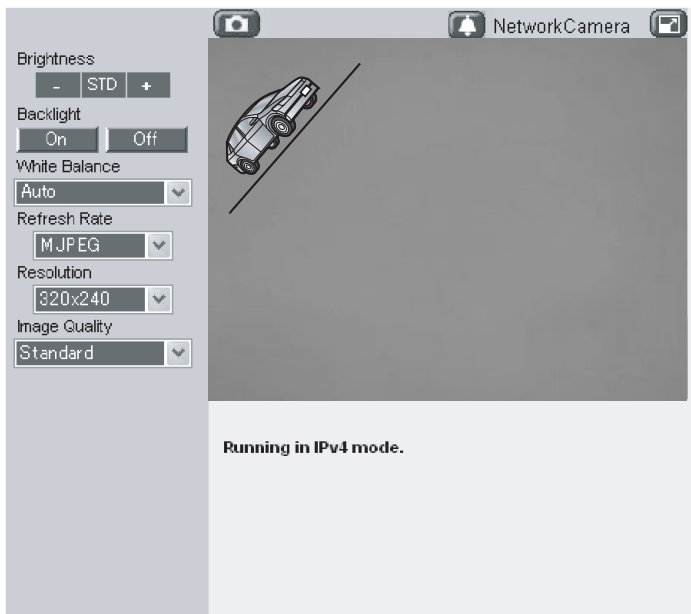 NetworkCamera
Brightness
- STD +
Backlight
On Off
White Balance
Auto
Refresh Rate
MJPEG
Resolution
320x240
Image Quality
Standard
Running in IPv4 mode.